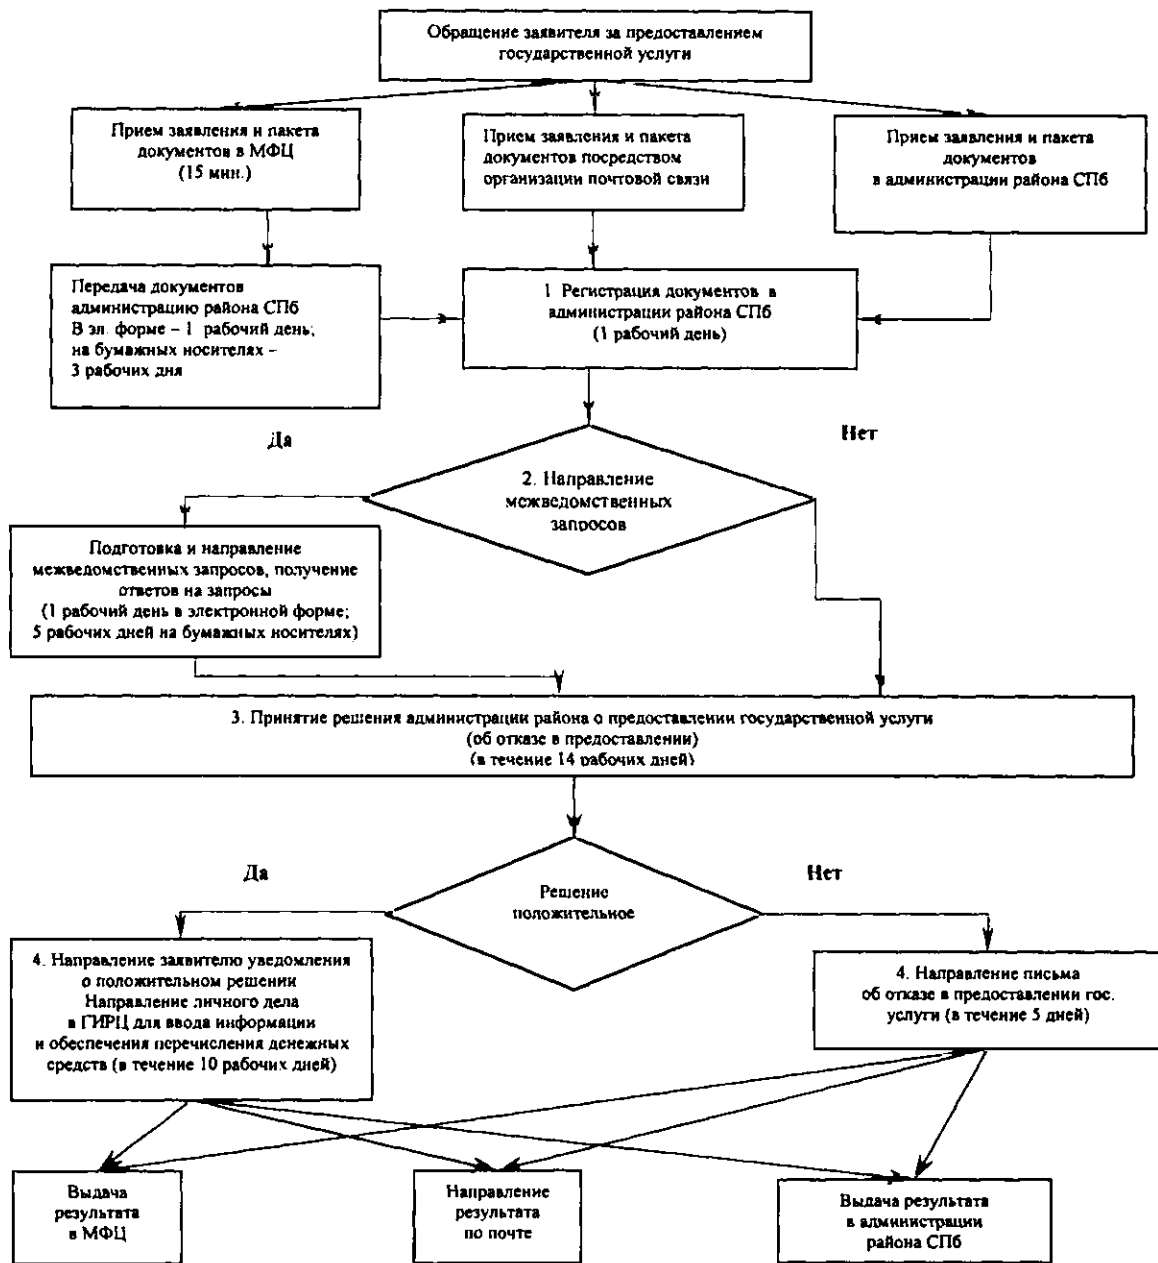 Обращение заявителя за предоставлением
государственной услуги
Прием заявления и пакета
документов в МФЦ
(15 мин.)
Прием заявления и пакета
документов посредством
организации почтовой связи
Прием заявления и пакета
документов
в администрации района СПб
Передача документов
администрацию района СПб
В эл. форме – 1 рабочий день;
на бумажных носителях –
3 рабочих дня
1 Регистрация документов в
администрации района СПб
(1 рабочий день)
Да
Нет
2. Направление
межведомственных
запросов
Подготовка и направление
межведомственных запросов, получение
ответов на запросы
(1 рабочий день в электронной форме;
5 рабочих дней на бумажных носителях)
3. Принятие решения администрации района о предоставлении государственной услуги
(об отказе в предоставлении)
(в течение 14 рабочих дней)
Да
Нет
Решение
положительное
4. Направление заявителю уведомления
о положительном решении
Направление личного дела
в ГИРЦ для ввода информации
и обеспечения перечисления денежных
средств (в течение 10 рабочих дней)
4. Направление письма
об отказе в предоставлении гос.
услуги (в течение 5 дней)
Выдача
результата
в МФЦ
Направление
результата
по почте
Выдача результата
в администрации
района СПб